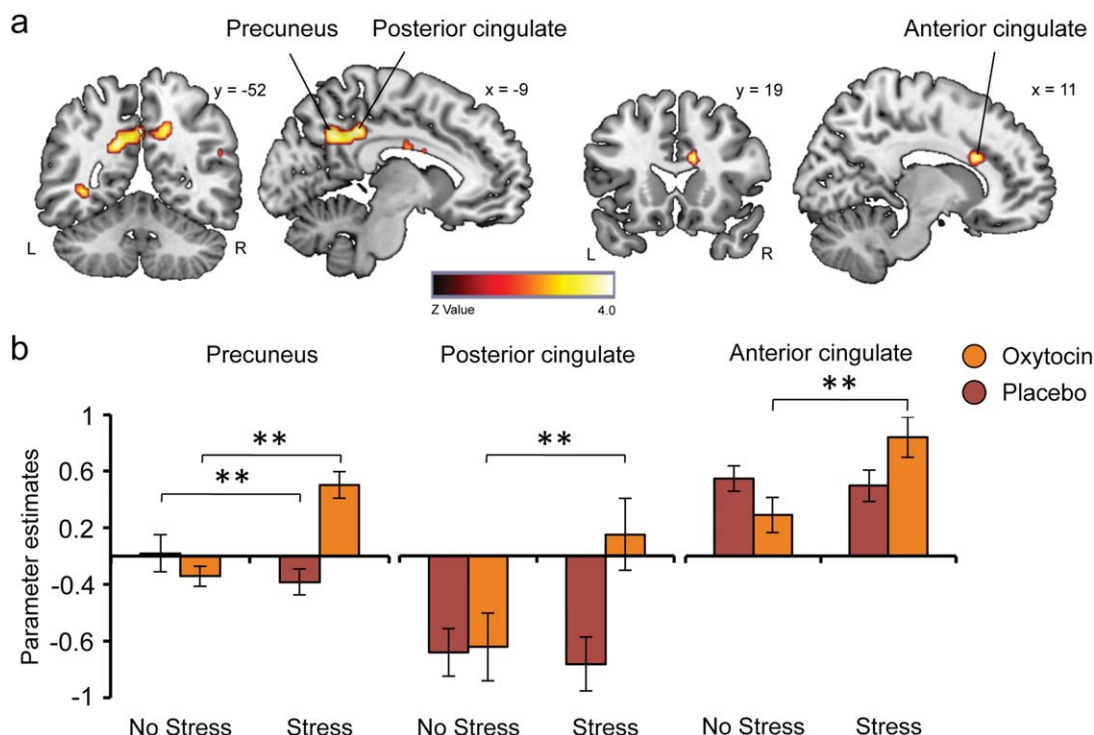 a
Precuneus Posterior cingulate Anterior cingulate
y = -52 x = -9 y = 19 x = 11
L R L R
Z Value 4.0
b
Precuneus Posterior cingulate Anterior cingulate
Oxytocin
Placebo
** ** ** **
Parameter estimates
1
0.6
0.2
-0.4
-0.6
-1
No Stress Stress No Stress Stress No Stress Stress